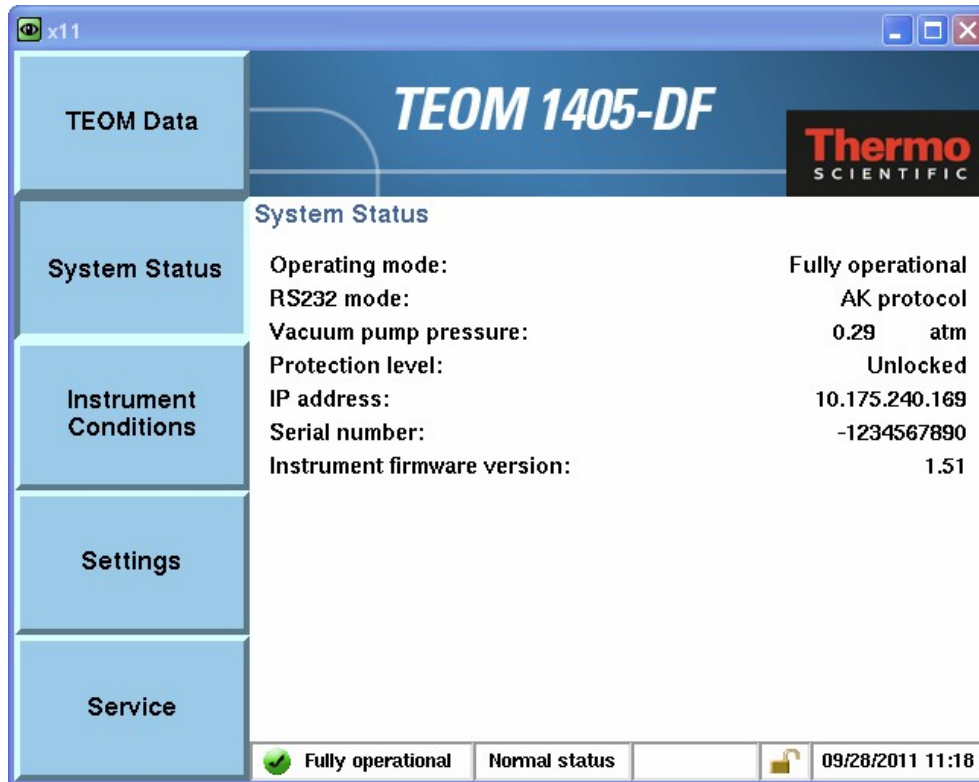 x11
TEOM Data
TEOM 1405-DF
Thermo
SCIENTIFIC
System Status
System Status
Operating mode: Fully operational
RS232 mode: AK protocol
Vacuum pump pressure: 0.29 atm
Protection level: Unlocked
IP address: 10.175.240.169
Serial number: -1234567890
Instrument firmware version: 1.51
Instrument
Conditions
Settings
Service
Fully operational Normal status 09/28/2011 11:18